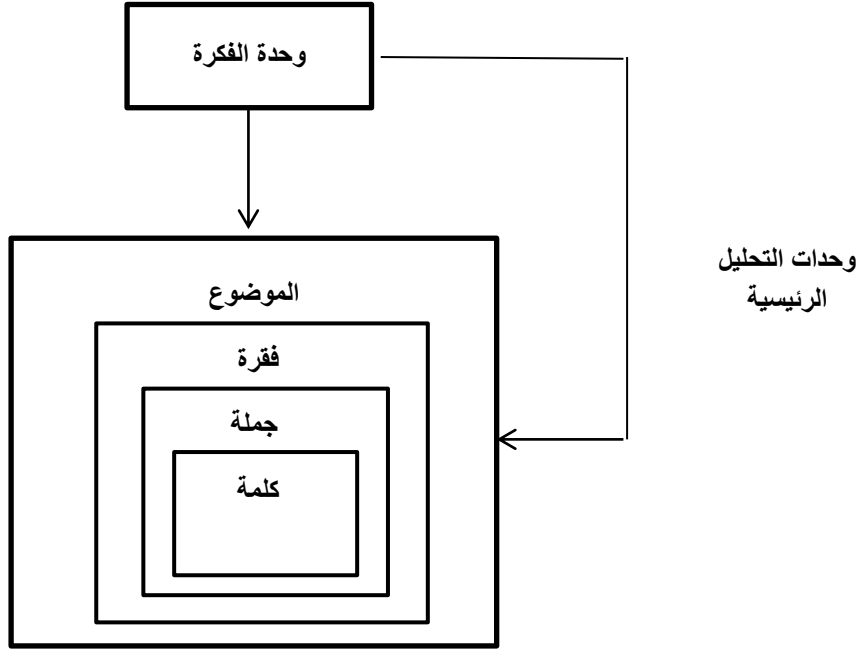 وحدة الفكرة
وحدات التحليل
الرئيسية
الموضوع
فقرة
جملة
كلمة